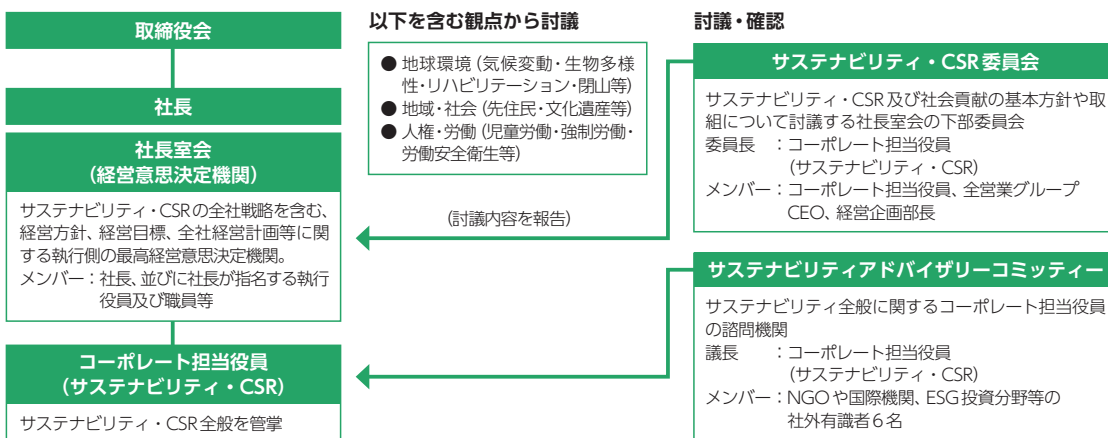 取締役会
社長
社長室会
（経営意思決定機関）
サステナビリティ・CSRの全社戦略を含む、
経営方針、経営目標、全社経営計画等に関
する執行側の最高経営意思決定機関。
メンバー：社長、並びに社長が指名する執行
役員及び職員等
コーポレート担当役員
（サステナビリティ・CSR）
サステナビリティ・CSR全般を管掌
以下を含む観点から討議
● 地球環境（気候変動・生物多様
性・リハビリテーション・閉山等）
● 地域・社会（先住民・文化遺産等）
● 人権・労働（児童労働・強制労働・
労働安全衛生等）
（討議内容を報告）
討議・確認
サステナビリティ・CSR委員会
サステナビリティ・CSR及び社会貢献の基本方針や取
組について討議する社長室会の下部委員会
委員長　：コーポレート担当役員
（サステナビリティ・CSR）
メンバー：コーポレート担当役員、全営業グループ
CEO、経営企画部長
サステナビリティアドバイザリーコミッティー
サステナビリティ全般に関するコーポレート担当役員
の諮問機関
議長　　：コーポレート担当役員
（サステナビリティ・CSR）
メンバー：NGOや国際機関、ESG投資分野等の
社外有識者6名